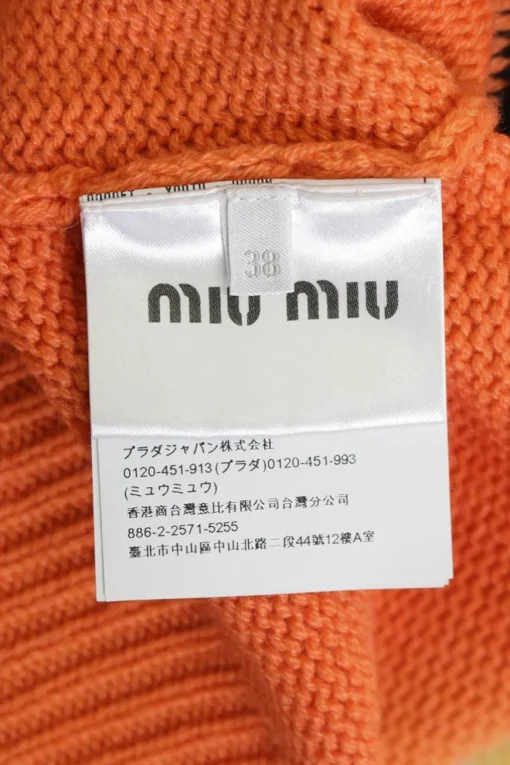 38
miu miu
プラダジャパン株式会社
0120-451-913(プラダ)0120-451-993
(ミュウミュウ)
香港商台灣意比有限公司台灣分公司
886-2-2571-5255
臺北市中山區中山北路二段44號12樓A室